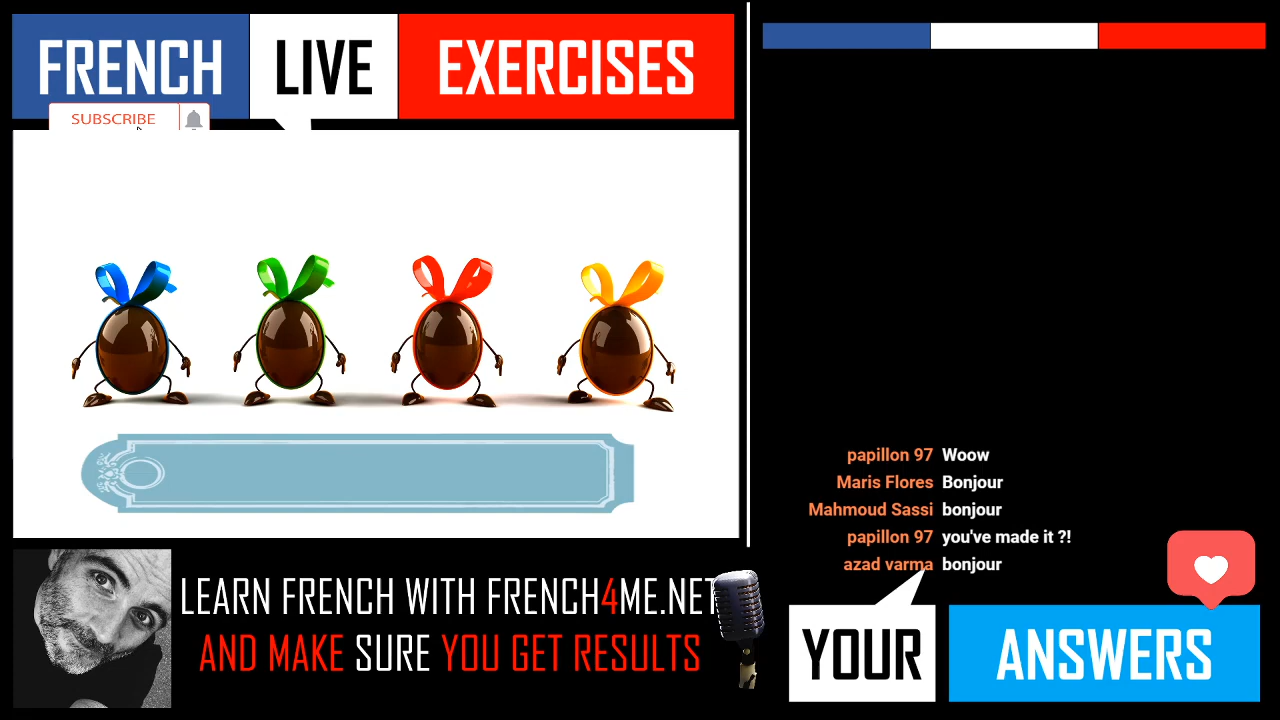 FRENCH LIVE EXERCISES
SUBSCRIBE
papillon 97 Woow
Maris Flores Bonjour
Mahmoud Sassi bonjour
papillon 97 you've made it ?!
azad varma bonjour
LEARN FRENCH WITH FRENCH4ME.NET
AND MAKE SURE YOU GET RESULTS
YOUR ANSWERS